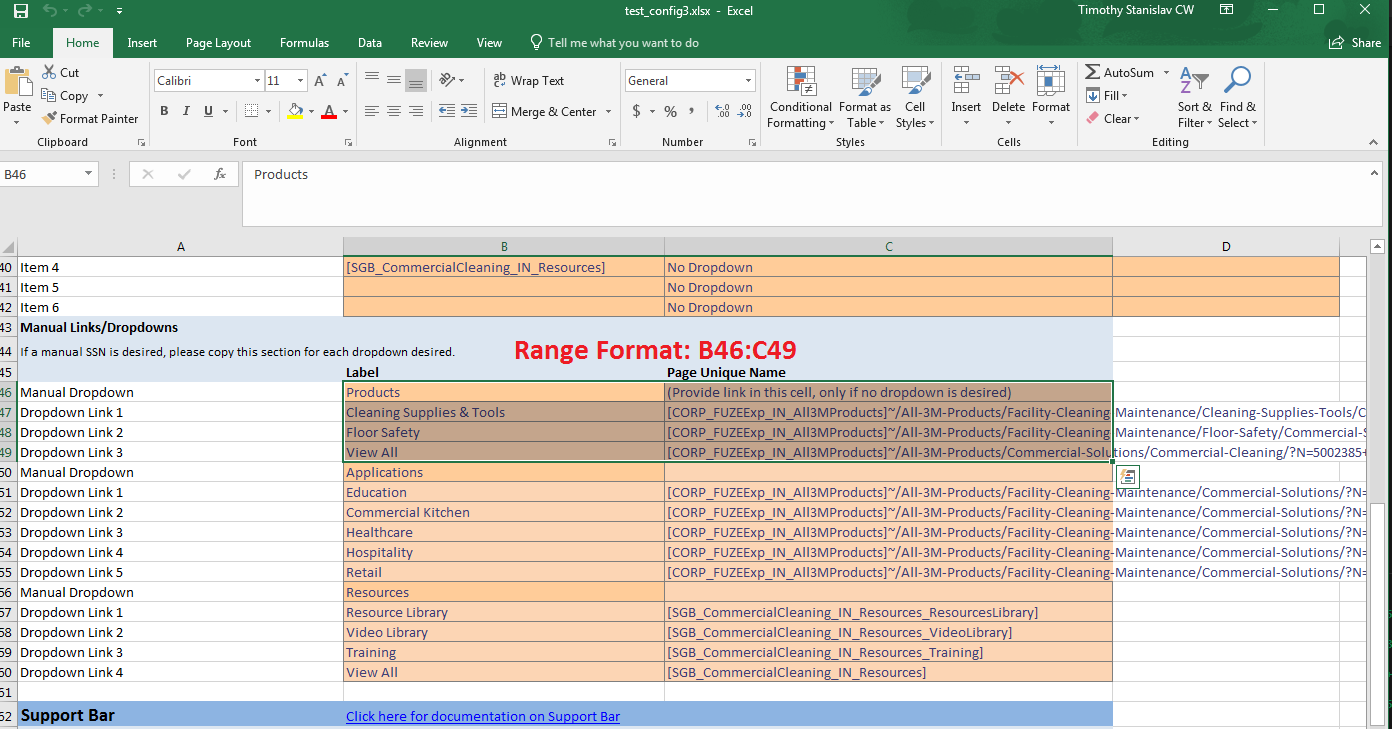 test_config3.xlsx - Excel
Timothy Stanislav CW
File Home Insert Page Layout Formulas Data Review View Tell me what you want to do Share
Paste
Cut
Copy
Format Painter
Clipboard
Calibri 11
B I U
Font
Wrap Text
Merge & Center
Alignment
General
$ % ,
Number
Conditional Formatting
Format as Table
Cell Styles
Styles
Insert Delete Format
Cells
AutoSum
Fill
Clear
Sort & Filter
Find & Select
Editing
B46 fx Products
A B C D
40 Item 4 [SGB_CommercialCleaning_IN_Resources] No Dropdown
41 Item 5 No Dropdown
42 Item 6 No Dropdown
43 Manual Links/Dropdowns
44 If a manual SSN is desired, please copy this section for each dropdown desired. Range Format: B46:C49
45 Label Page Unique Name
46 Manual Dropdown Products (Provide link in this cell, only if no dropdown is desired)
47 Dropdown Link 1 Cleaning Supplies & Tools [CORP_FUZEExp_IN_All3MProducts]~/All-3M-Products/Facility-Cleaning-Maintenance/Cleaning-Supplies-Tools/C
48 Dropdown Link 2 Floor Safety [CORP_FUZEExp_IN_All3MProducts]~/All-3M-Products/Facility-Cleaning-Maintenance/Floor-Safety/Commercial-S
49 Dropdown Link 3 View All [CORP_FUZEExp_IN_All3MProducts]~/All-3M-Products/Commercial-Solutions/Commercial-Cleaning/?N=5002385+
50 Manual Dropdown Applications
51 Dropdown Link 1 Education [CORP_FUZEExp_IN_All3MProducts]~/All-3M-Products/Facility-Cleaning-Maintenance/Commercial-Solutions/?N=
52 Dropdown Link 2 Commercial Kitchen [CORP_FUZEExp_IN_All3MProducts]~/All-3M-Products/Facility-Cleaning-Maintenance/Commercial-Solutions/?N=
53 Dropdown Link 3 Healthcare [CORP_FUZEExp_IN_All3MProducts]~/All-3M-Products/Facility-Cleaning-Maintenance/Commercial-Solutions/?N=
54 Dropdown Link 4 Hospitality [CORP_FUZEExp_IN_All3MProducts]~/All-3M-Products/Facility-Cleaning-Maintenance/Commercial-Solutions/?N=
55 Dropdown Link 5 Retail [CORP_FUZEExp_IN_All3MProducts]~/All-3M-Products/Facility-Cleaning-Maintenance/Commercial-Solutions/?N=
56 Manual Dropdown Resources
57 Dropdown Link 1 Resource Library [SGB_CommercialCleaning_IN_Resources_ResourcesLibrary]
58 Dropdown Link 2 Video Library [SGB_CommercialCleaning_IN_Resources_VideoLibrary]
59 Dropdown Link 3 Training [SGB_CommercialCleaning_IN_Resources_Training]
60 Dropdown Link 4 View All [SGB_CommercialCleaning_IN_Resources]
61
62 Support Bar Click here for documentation on Support Bar